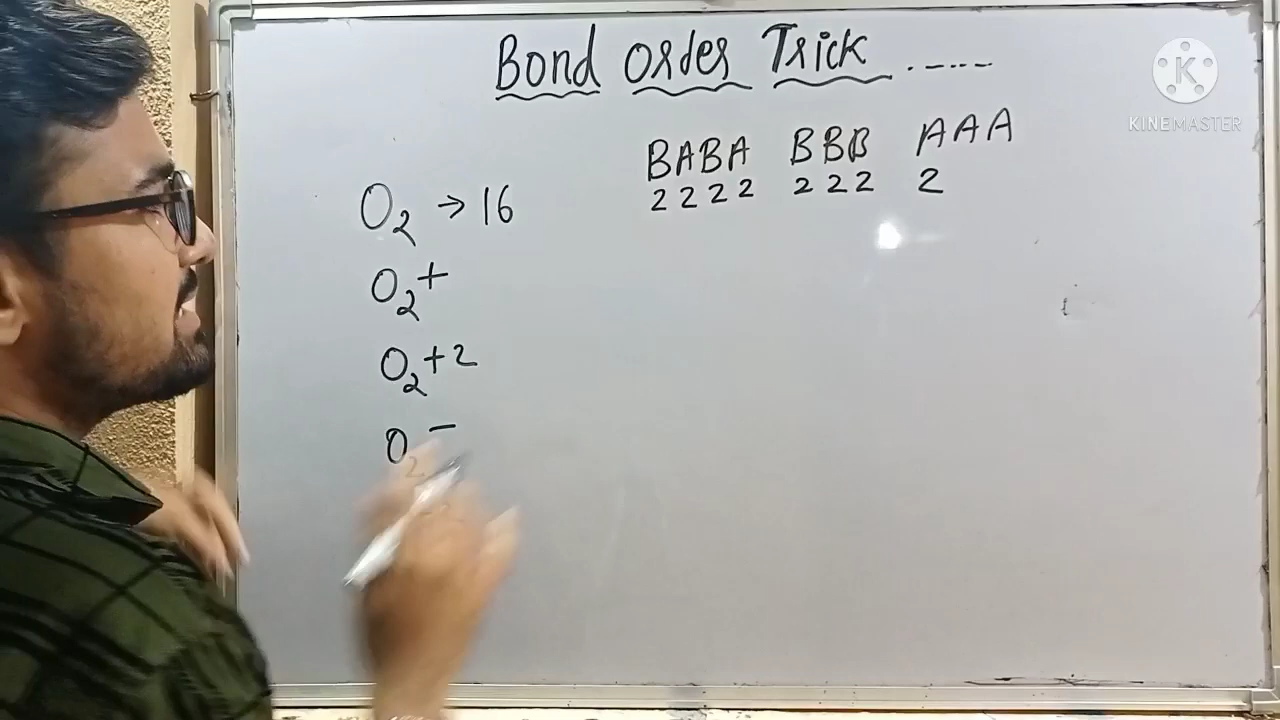 Bond Order Trick .-----
K
KINEMASTER
BABA BBB AAA
2222 222 2
O2 → 16
O2+
O2+2
O2-